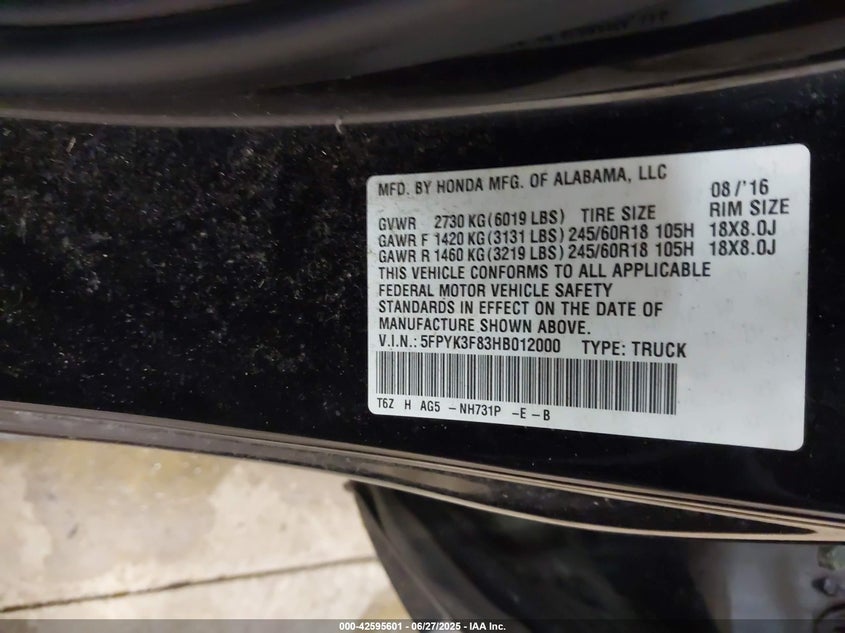 MFD. BY HONDA MFG. OF ALABAMA, LLC 08/'16
GVWR 2730 KG(6019 LBS) TIRE SIZE RIM SIZE
GAWR F 1420 KG(3131 LBS) 245/60R18 105H 18X8.0J
GAWR R 1460 KG(3219 LBS) 245/60R18 105H 18X8.0J
THIS VEHICLE CONFORMS TO ALL APPLICABLE
FEDERAL MOTOR VEHICLE SAFETY
STANDARDS IN EFFECT ON THE DATE OF
MANUFACTURE SHOWN ABOVE.
V.I.N.: 5FPYK3F83HB012000 TYPE: TRUCK
T6Z H AG5 -NH731P -E-B
000-42595601 / 06/27/2025 - IAA Inc.